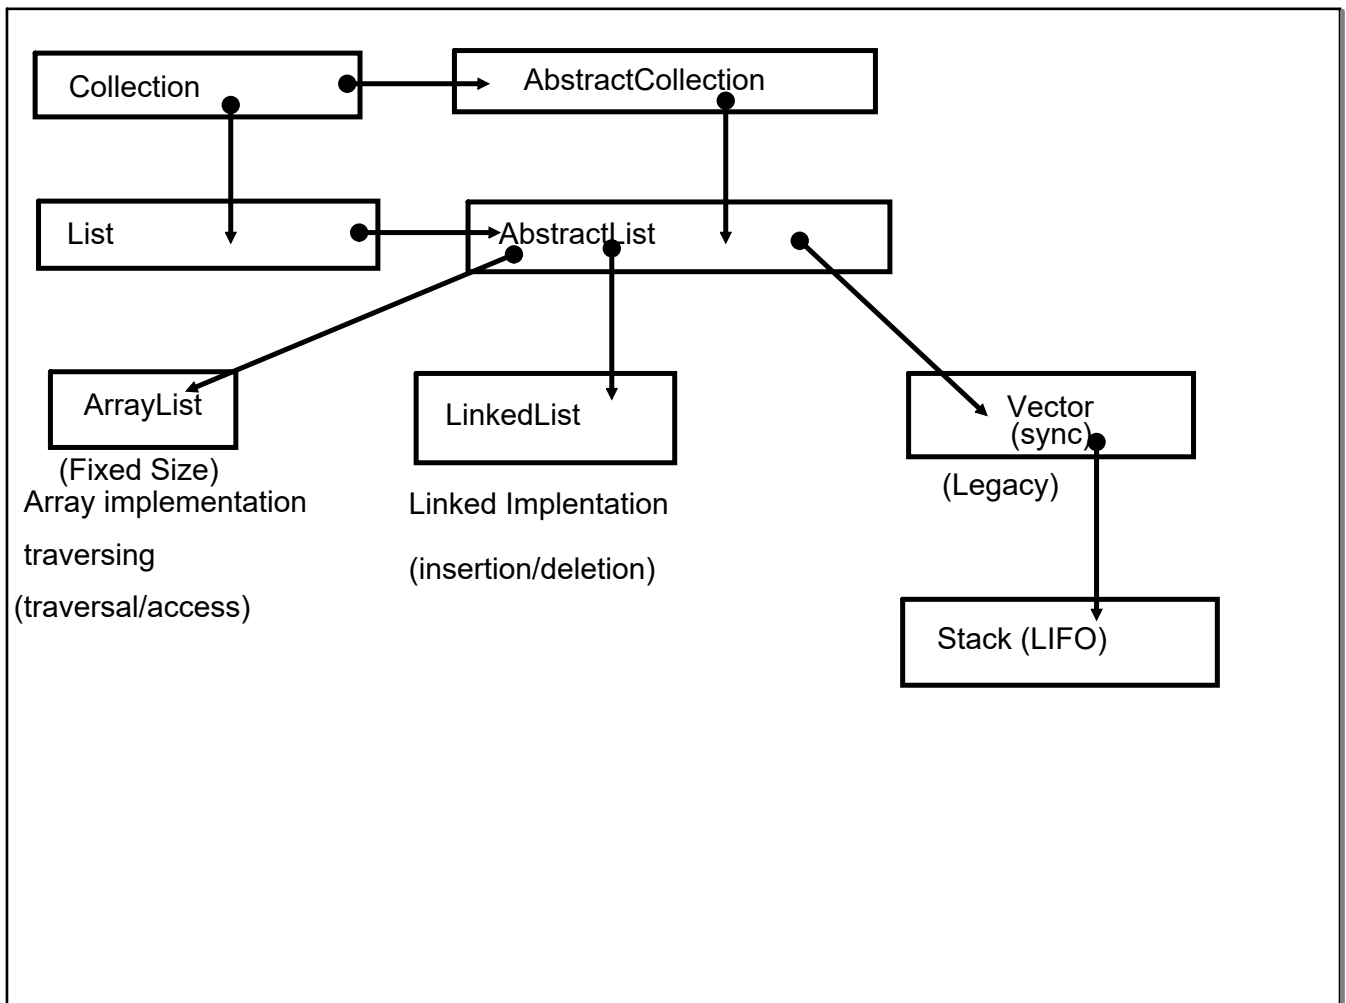 Collection
AbstractCollection
List
AbstractList
ArrayList
LinkedList
Vector
(sync)
(Fixed Size)
Array implementation
traversing
(traversal/access)
Linked Implentation
(insertion/deletion)
(Legacy)
Stack (LIFO)